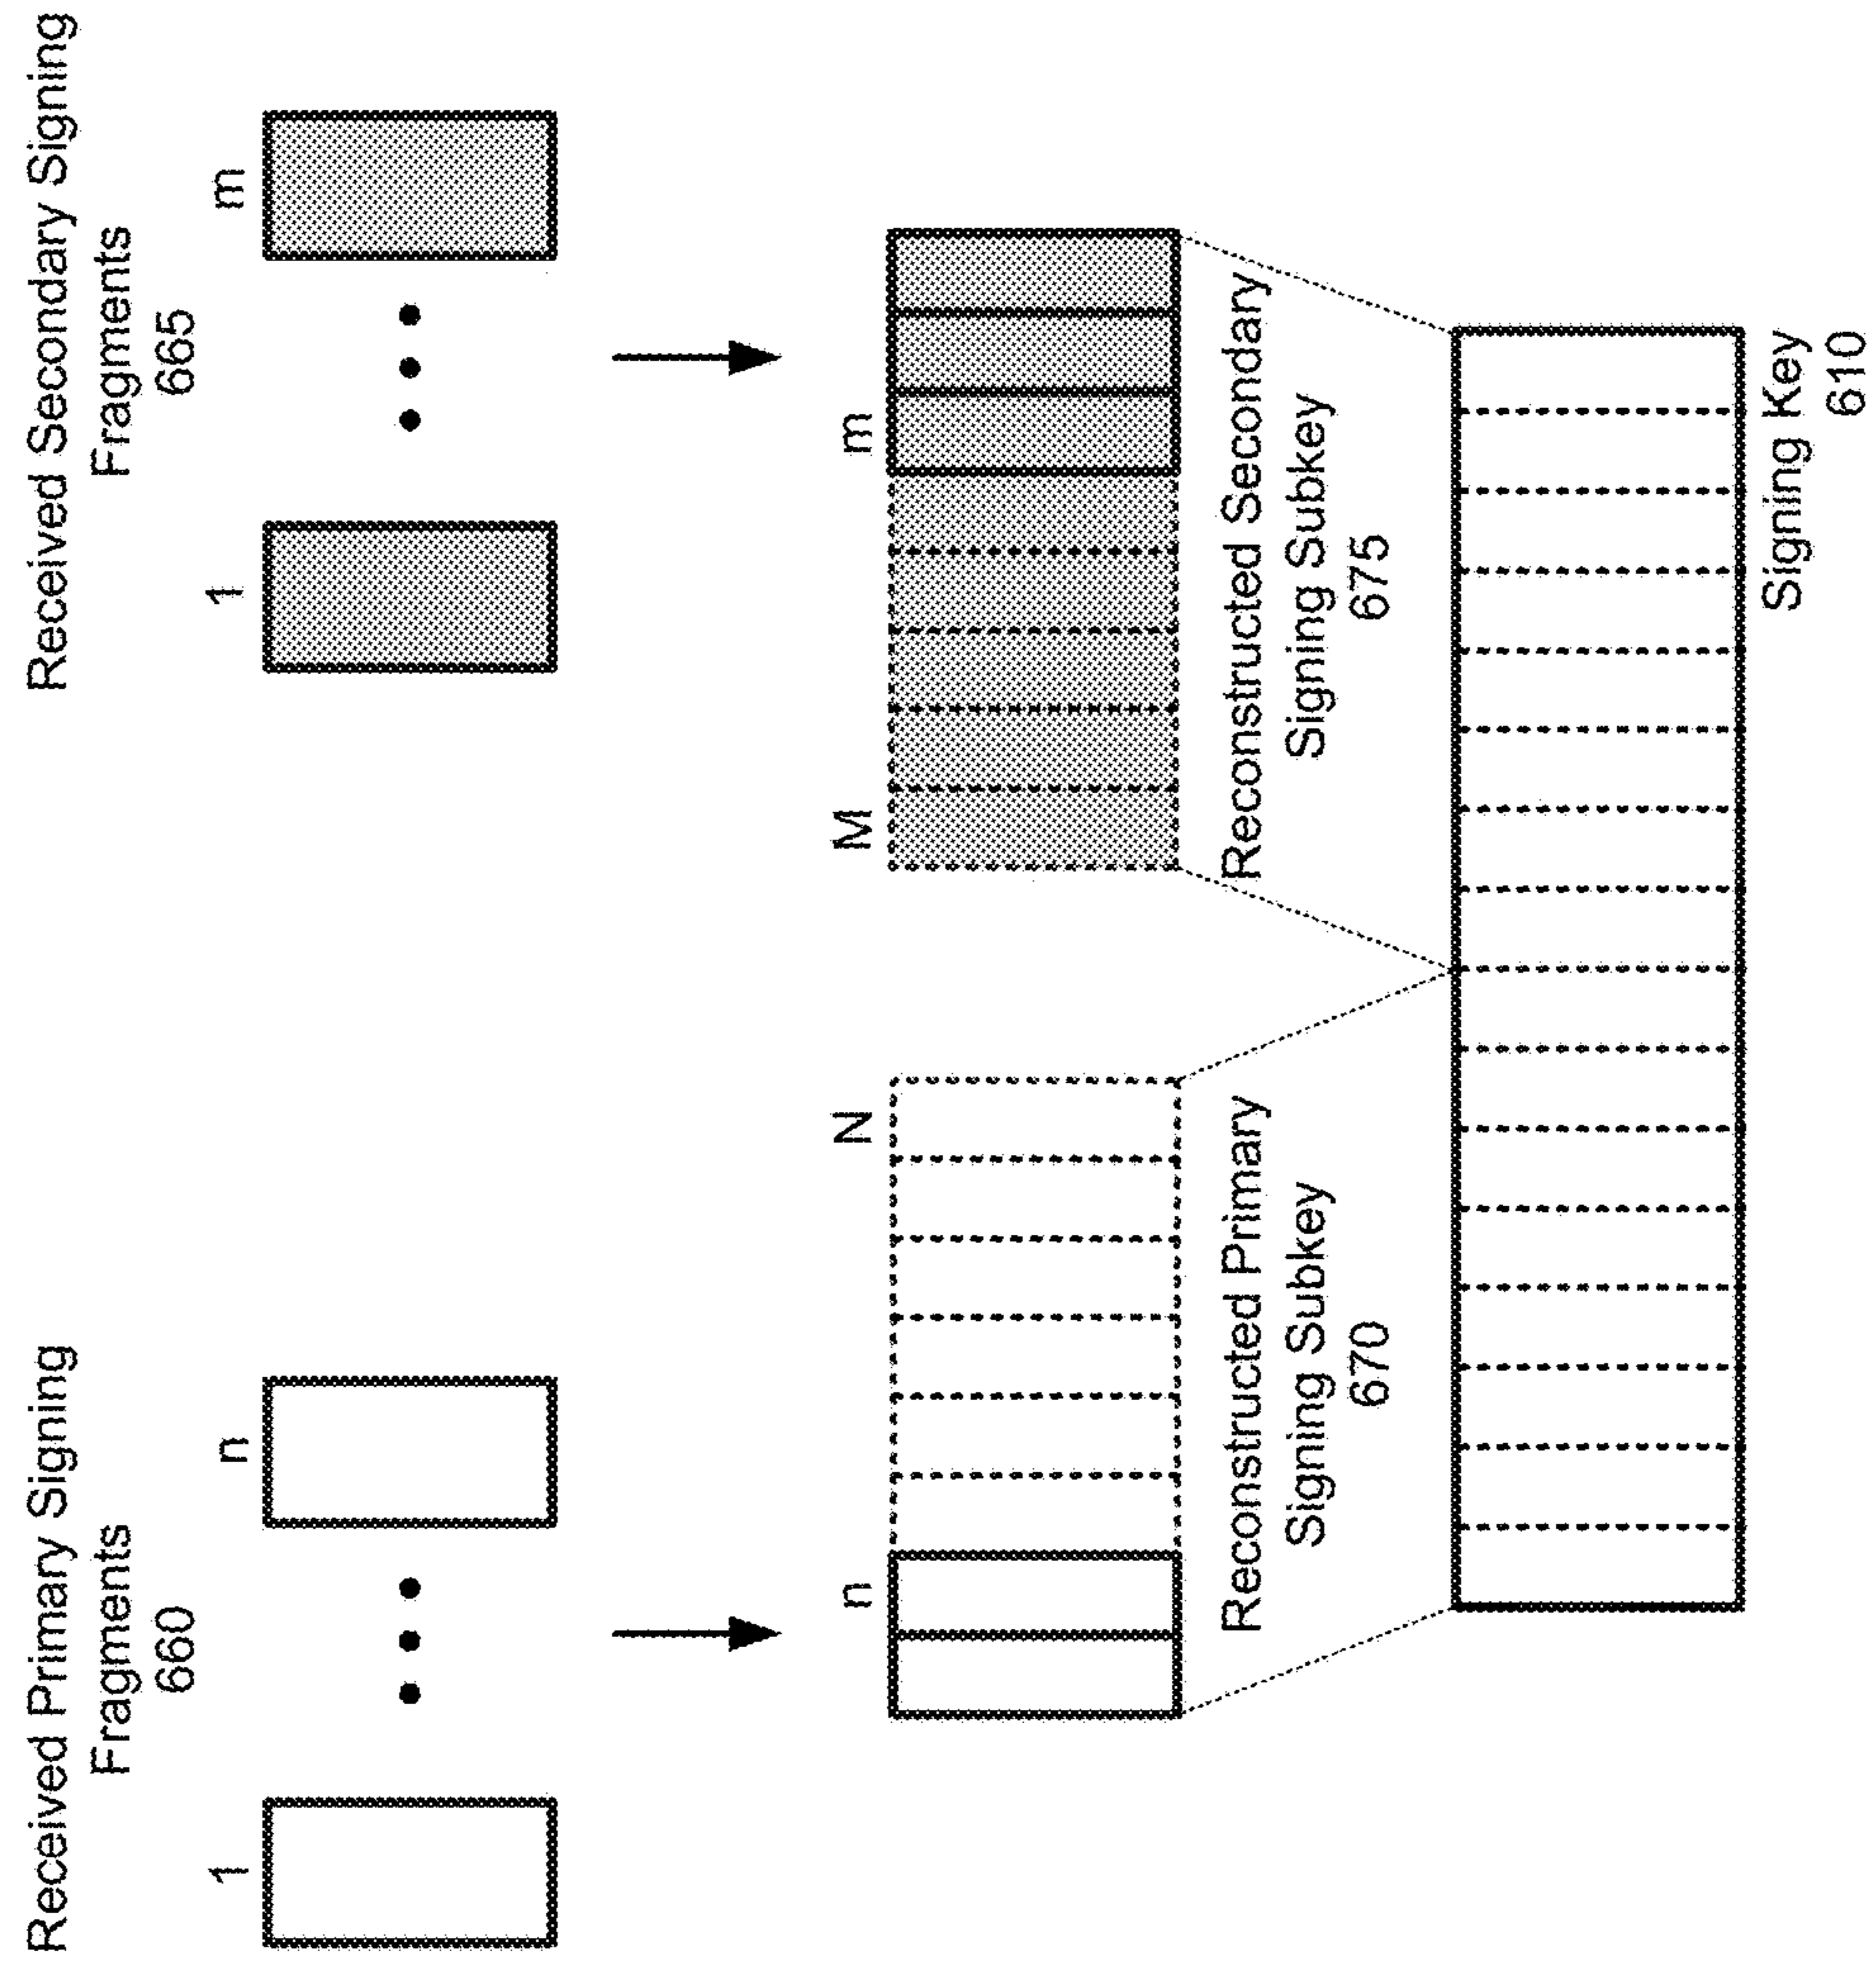 Received Primary Signing
Fragments
660
1
n
Received Secondary Signing
Fragments
665
1
m
n
N
Reconstructed Primary
Signing Subkey
670
M
m
Reconstructed Secondary
Signing Subkey
675
Signing Key
610